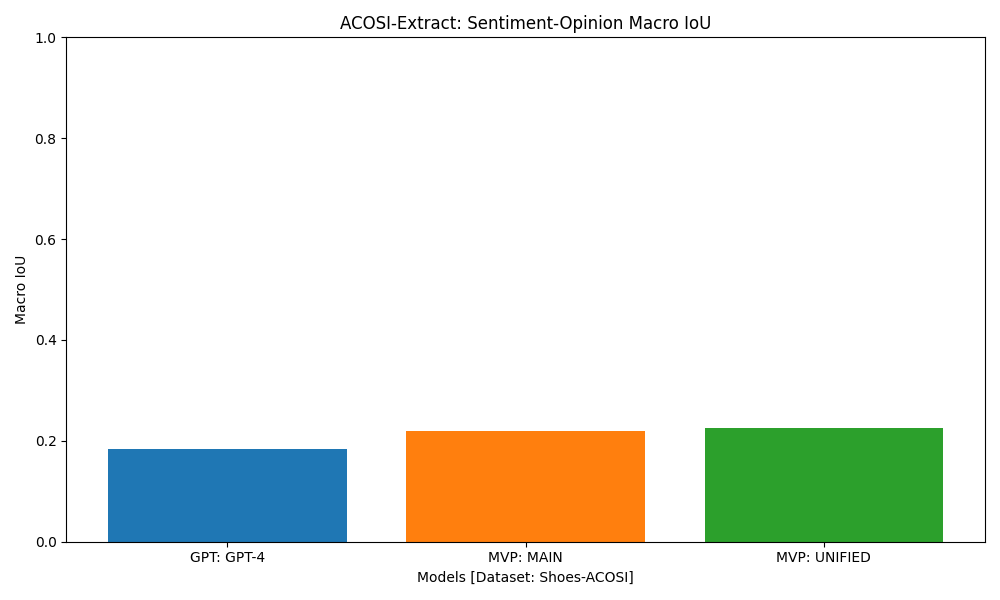 ACOSI-Extract: Sentiment-Opinion Macro IoU
Macro IoU
1.0
0.8
0.6
0.4
0.2
0.0
GPT: GPT-4
MVP: MAIN
MVP: UNIFIED
Models [Dataset: Shoes-ACOSI]